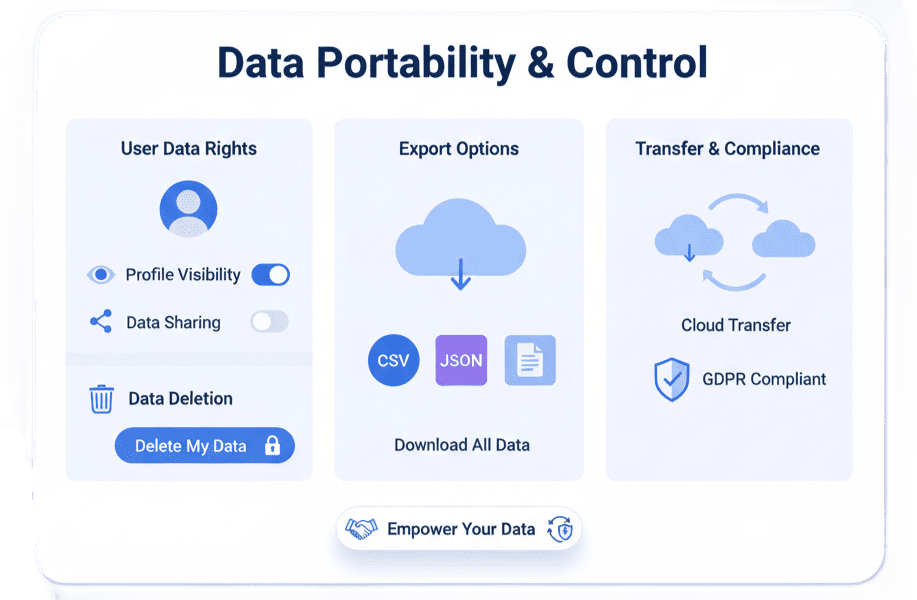 Data Portability & Control
User Data Rights
Profile Visibility
Data Sharing
Data Deletion
Delete My Data
Export Options
CSV
JSON
Download All Data
Transfer & Compliance
Cloud Transfer
GDPR Compliant
Empower Your Data